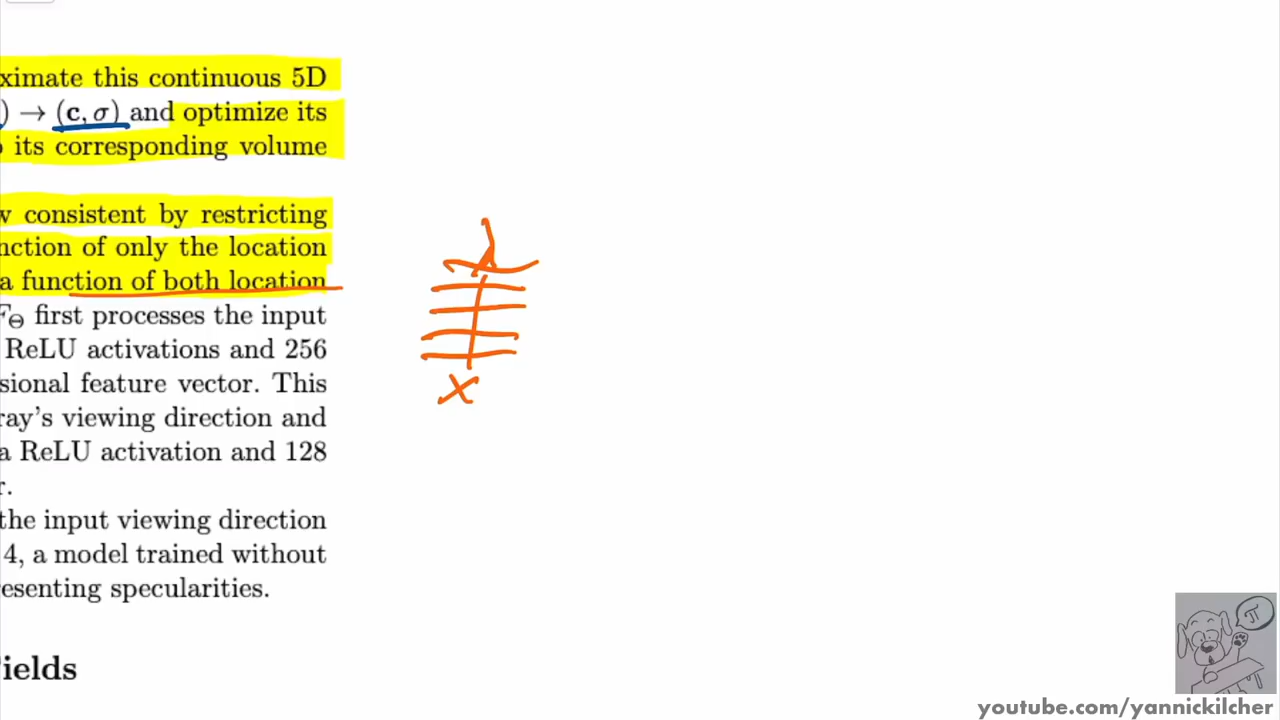 ximate this continuous 5D
) → (c, σ) and optimize its
its corresponding volume
w consistent by restricting
nction of only the location
a function of both location
F_Θ first processes the input
ReLU activations and 256
sional feature vector. This
ray's viewing direction and
a ReLU activation and 128
r.
the input viewing direction
4, a model trained without
esenting specularities.
ields
x
π
youtube.com/yannickilcher